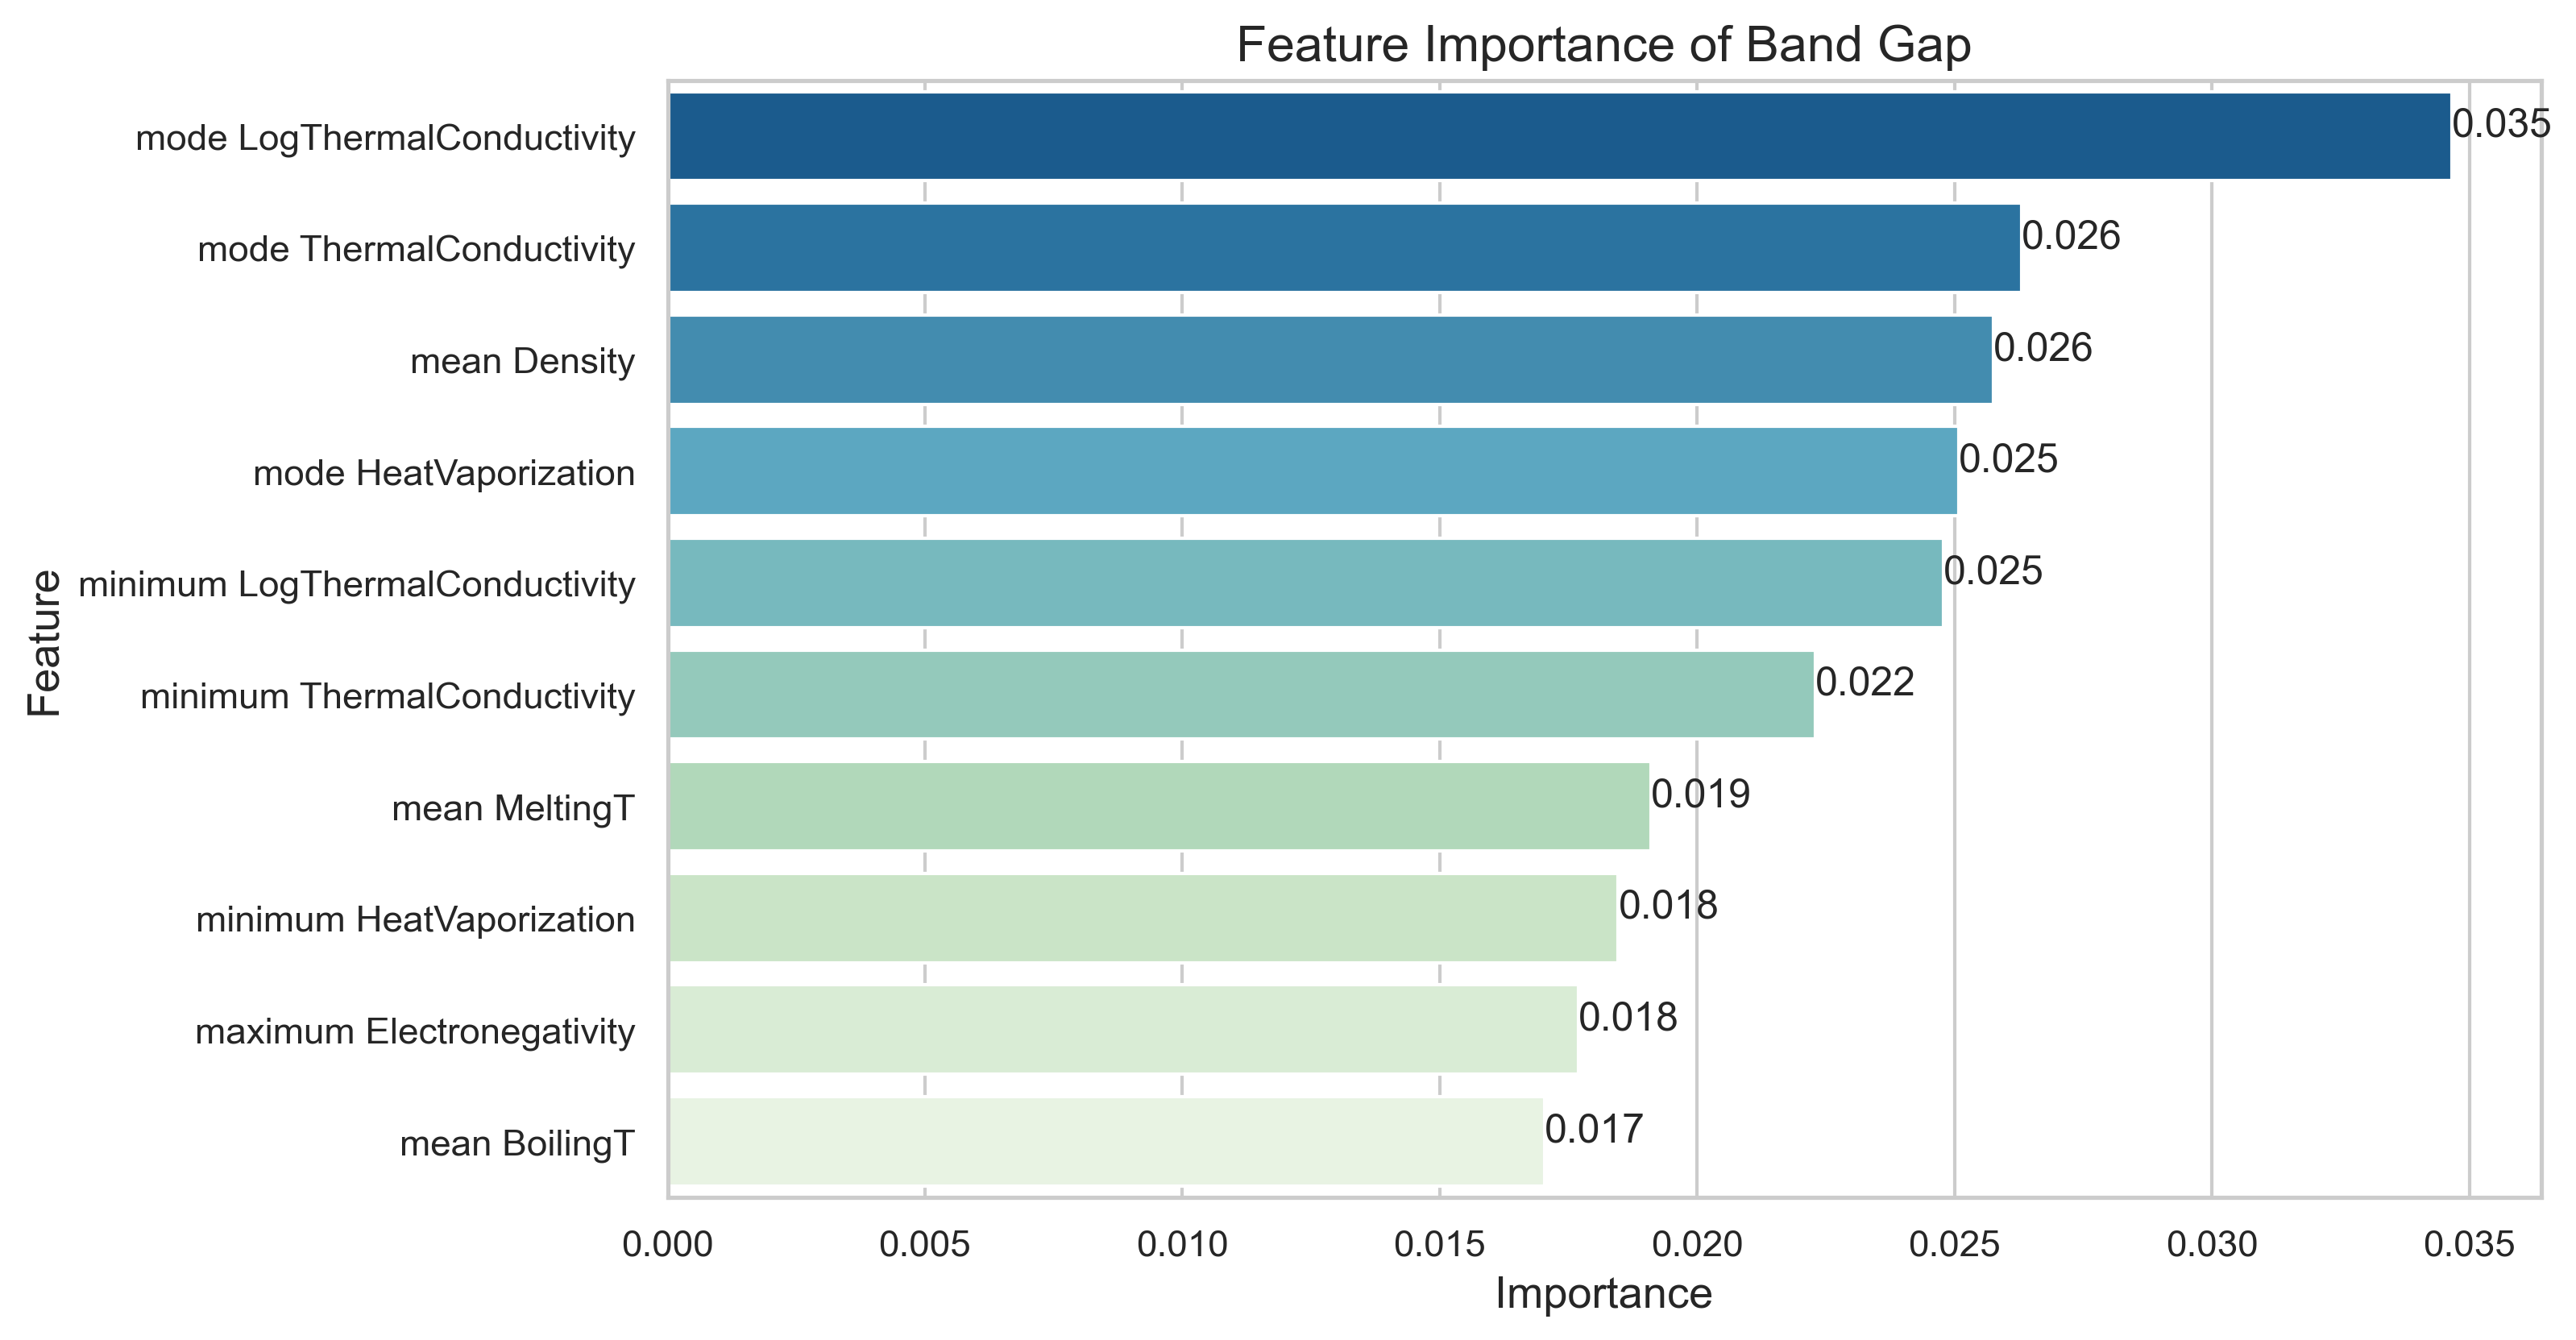 Feature Importance of Band Gap
mode LogThermalConductivity
0.035
mode ThermalConductivity
0.026
mean Density
0.026
mode HeatVaporization
0.025
minimum LogThermalConductivity
0.025
minimum ThermalConductivity
0.022
mean MeltingT
0.019
minimum HeatVaporization
0.018
maximum Electronegativity
0.018
mean BoilingT
0.017
Feature
0.000 0.005 0.010 0.015 0.020 0.025 0.030 0.035
Importance